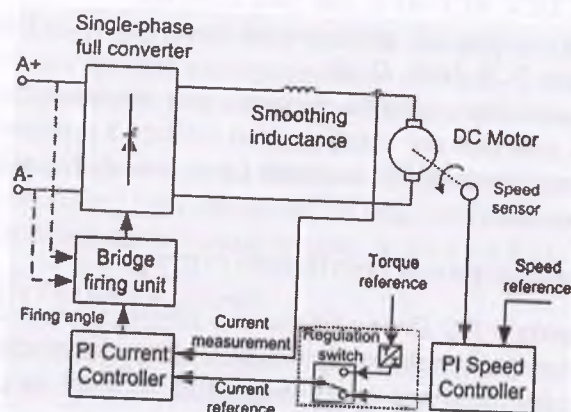 Single-phase
full converter
A+
Smoothing
inductance
DC Motor
A-
Speed
sensor
Bridge
firing unit
Torque
reference
Speed
reference
Firing angle
Current
measurement
Regulation
switch
PI Current
Controller
PI Speed
Controller
Current
reference